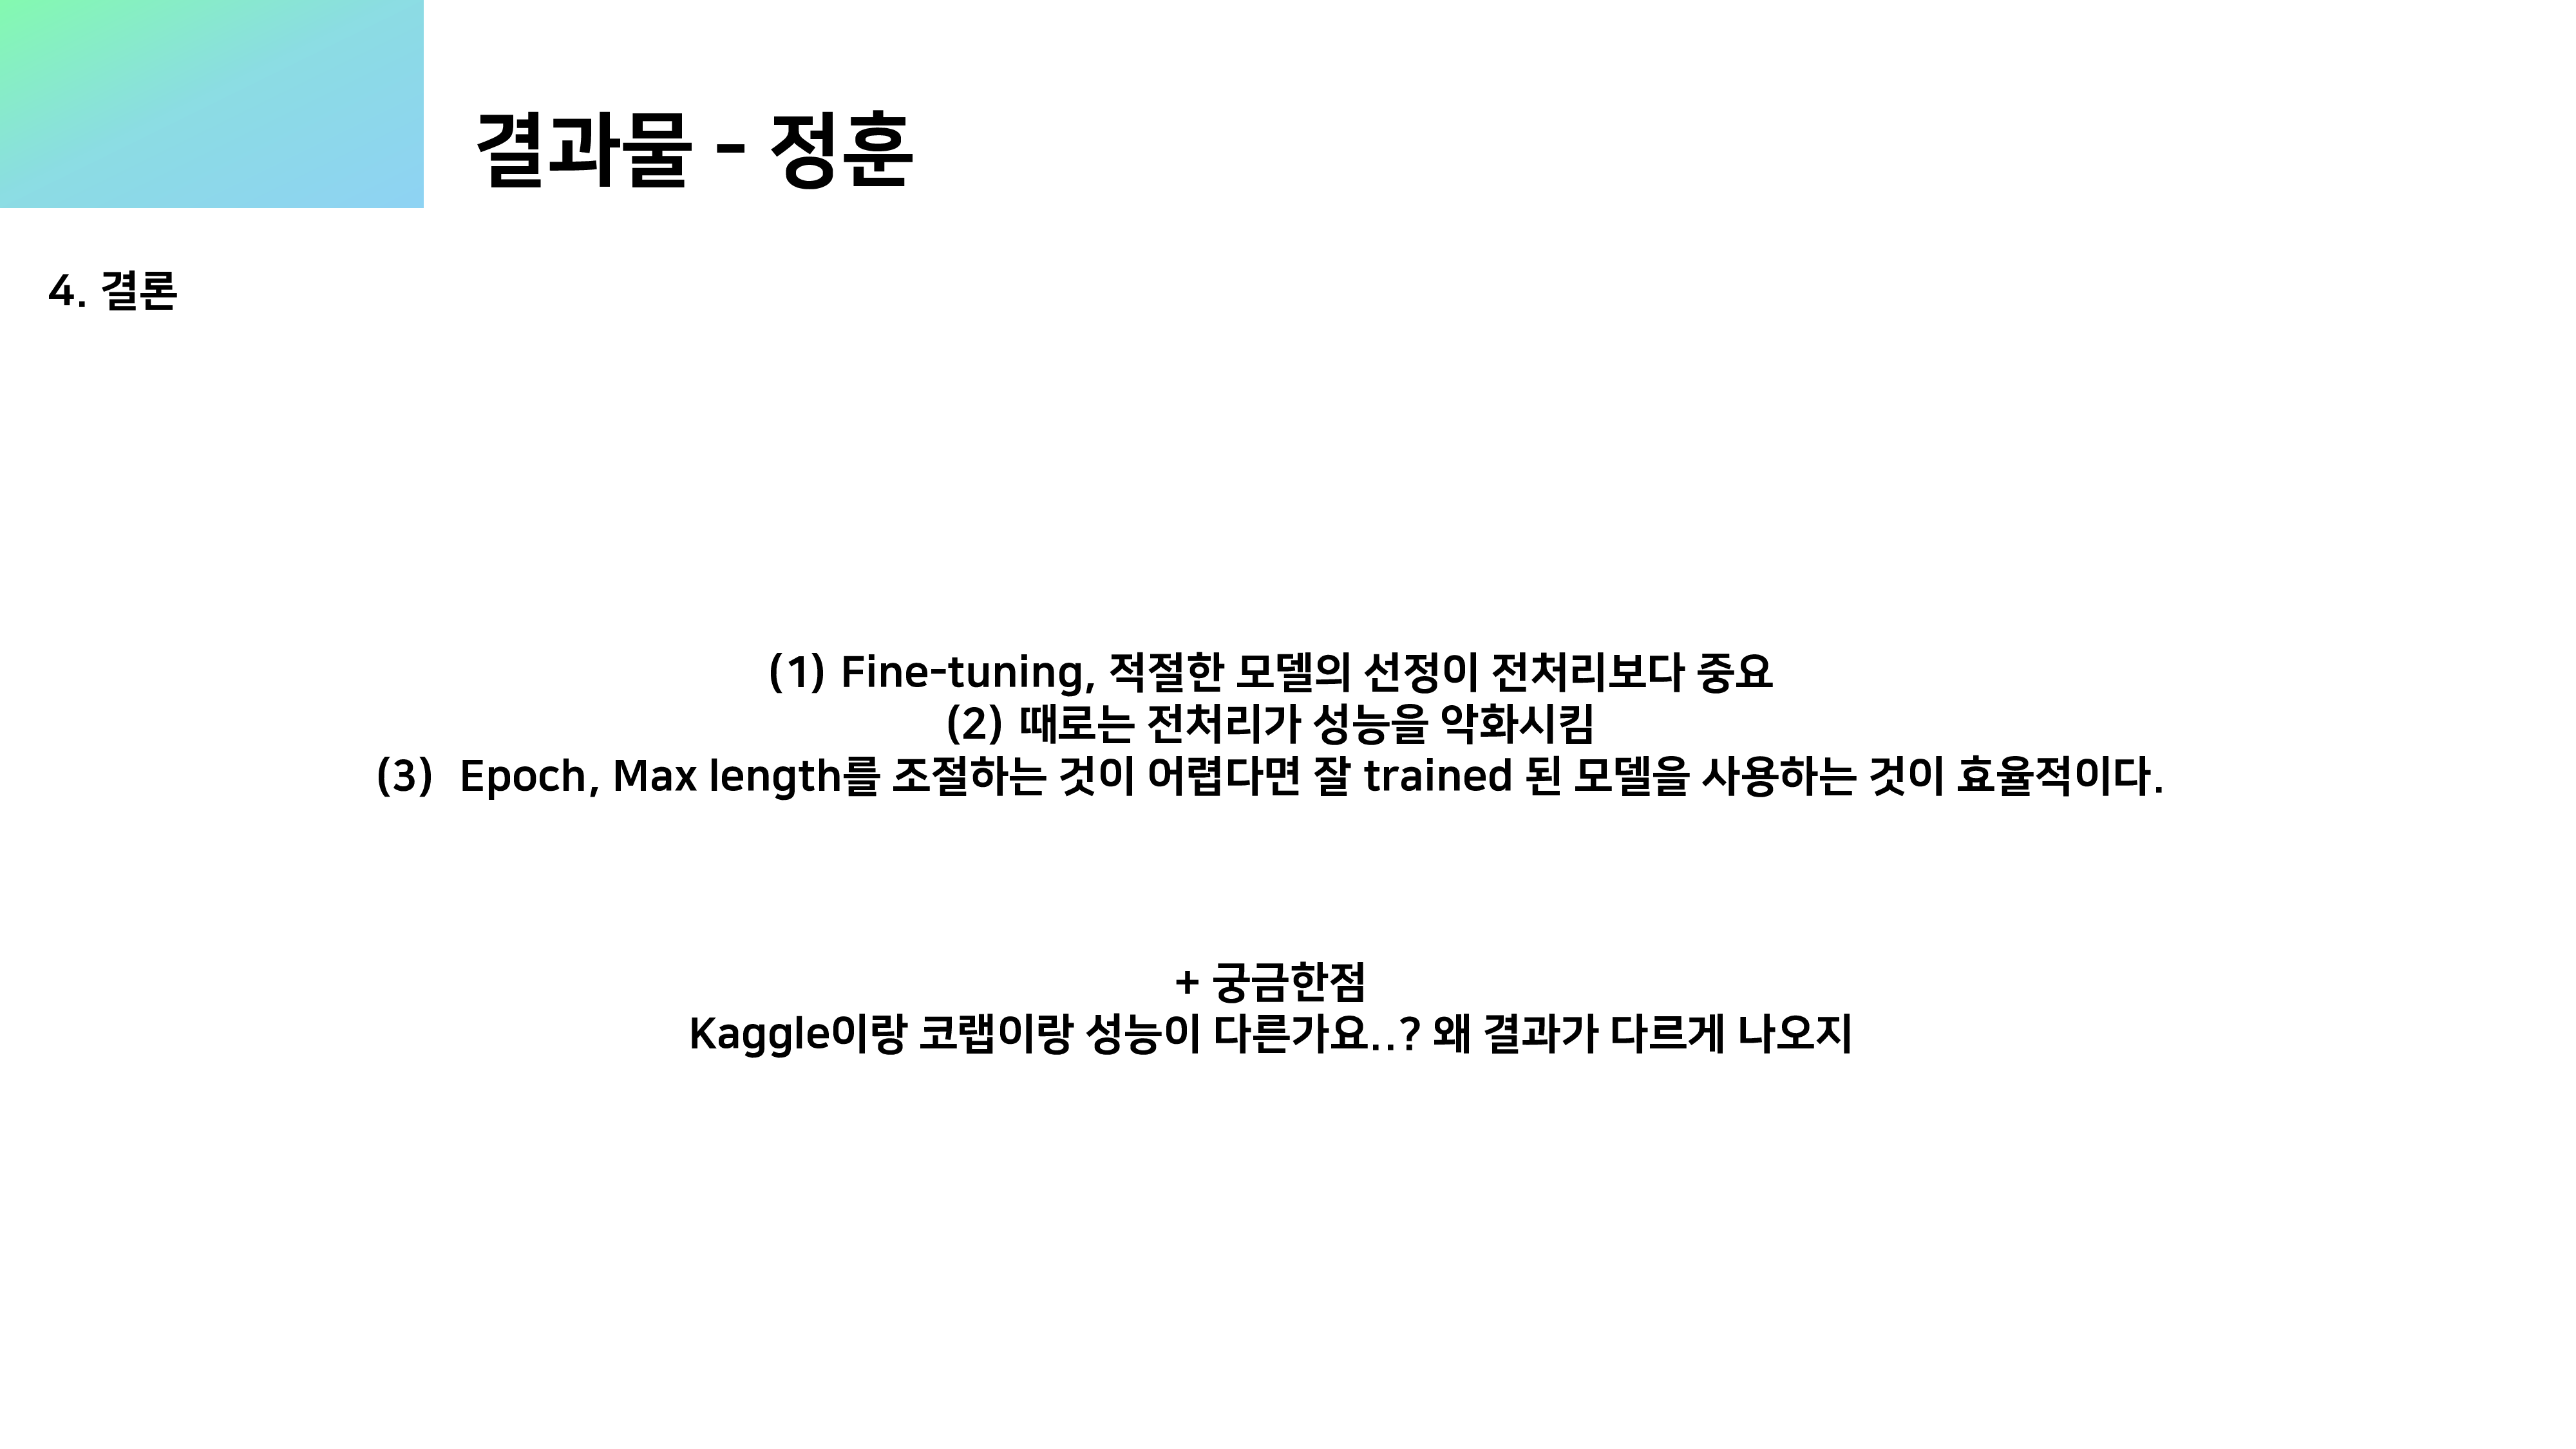 결과물 - 정훈
4. 결론
(1) Fine-tuning, 적절한 모델의 선정이 전처리보다 중요
(2) 때로는 전처리가 성능을 악화시킴
(3) Epoch, Max length를 조절하는 것이 어렵다면 잘 trained 된 모델을 사용하는 것이 효율적이다.
+ 궁금한점
Kaggle이랑 코랩이랑 성능이 다른가요..? 왜 결과가 다르게 나오지